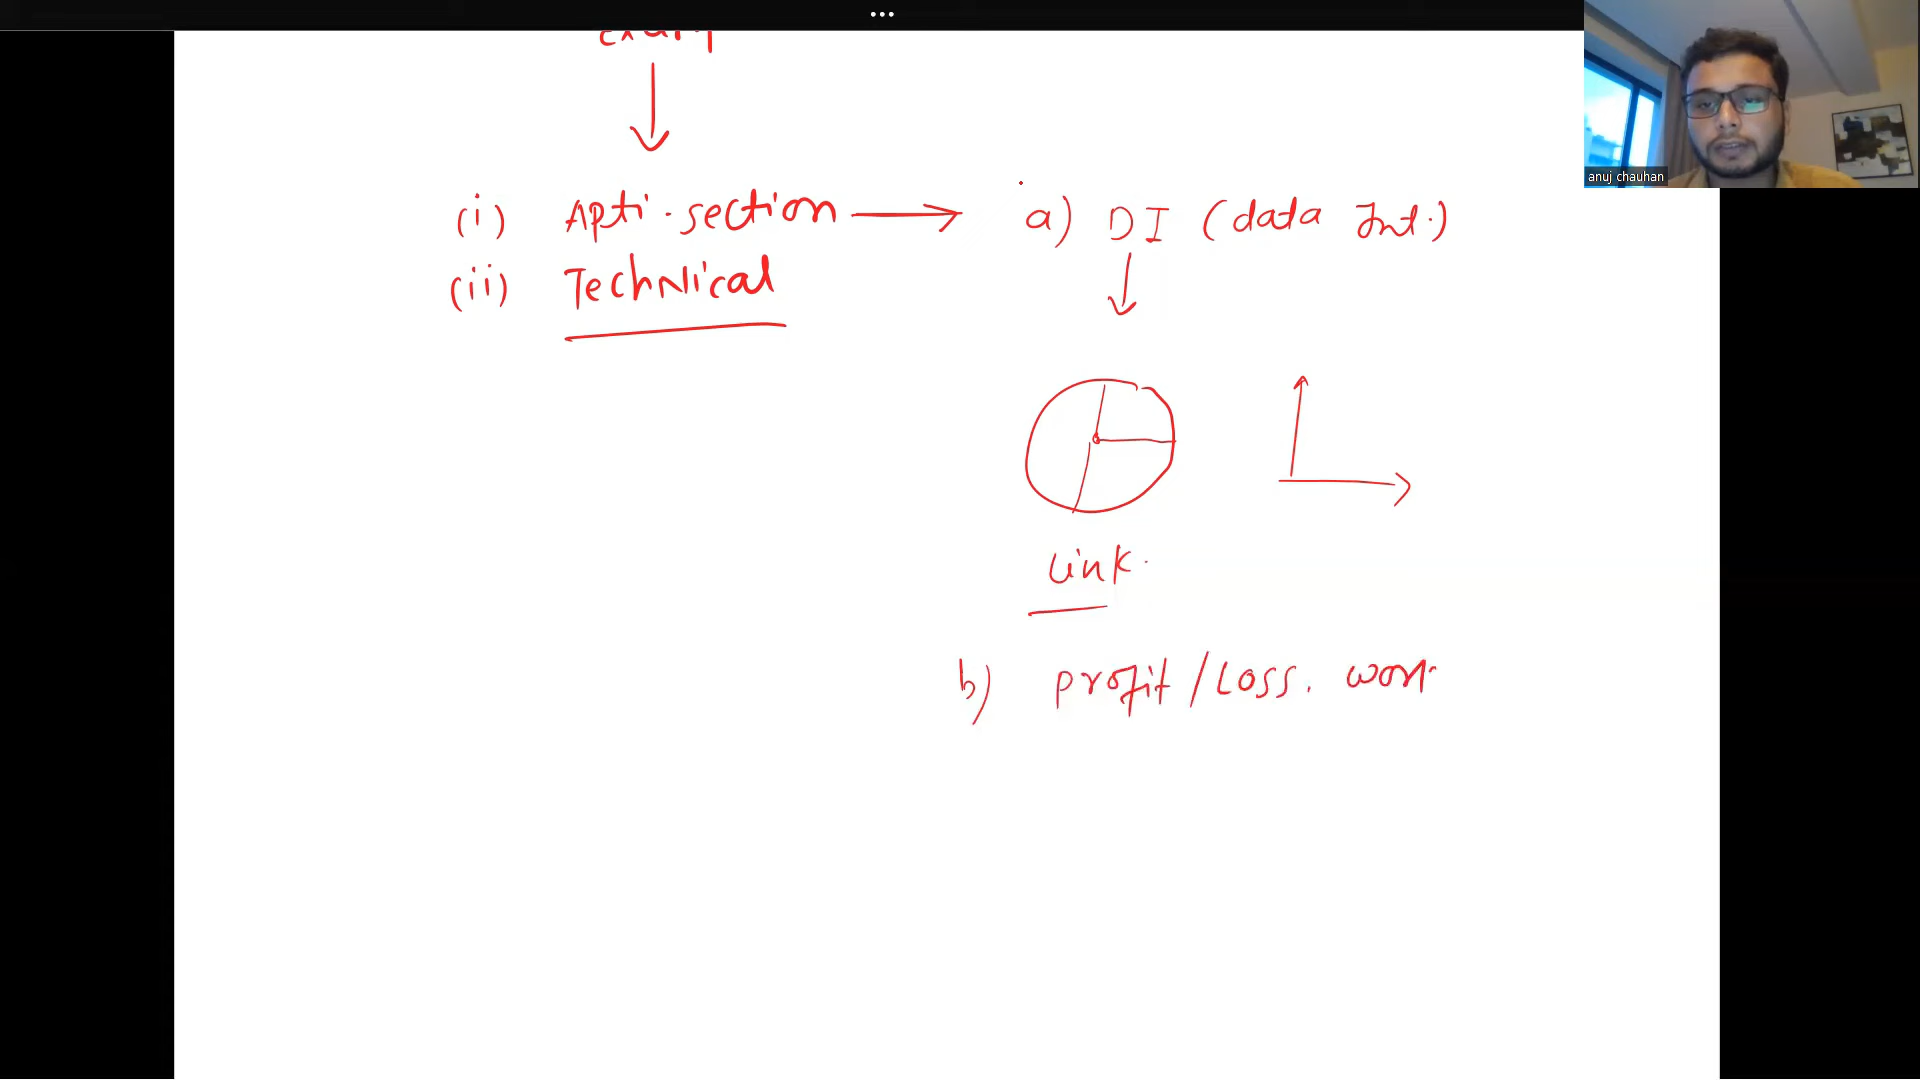 anuj chauhan
(i) Apti. section → a) DI (data Int.)
(ii) Technical
Link.
b) profit/Loss. work